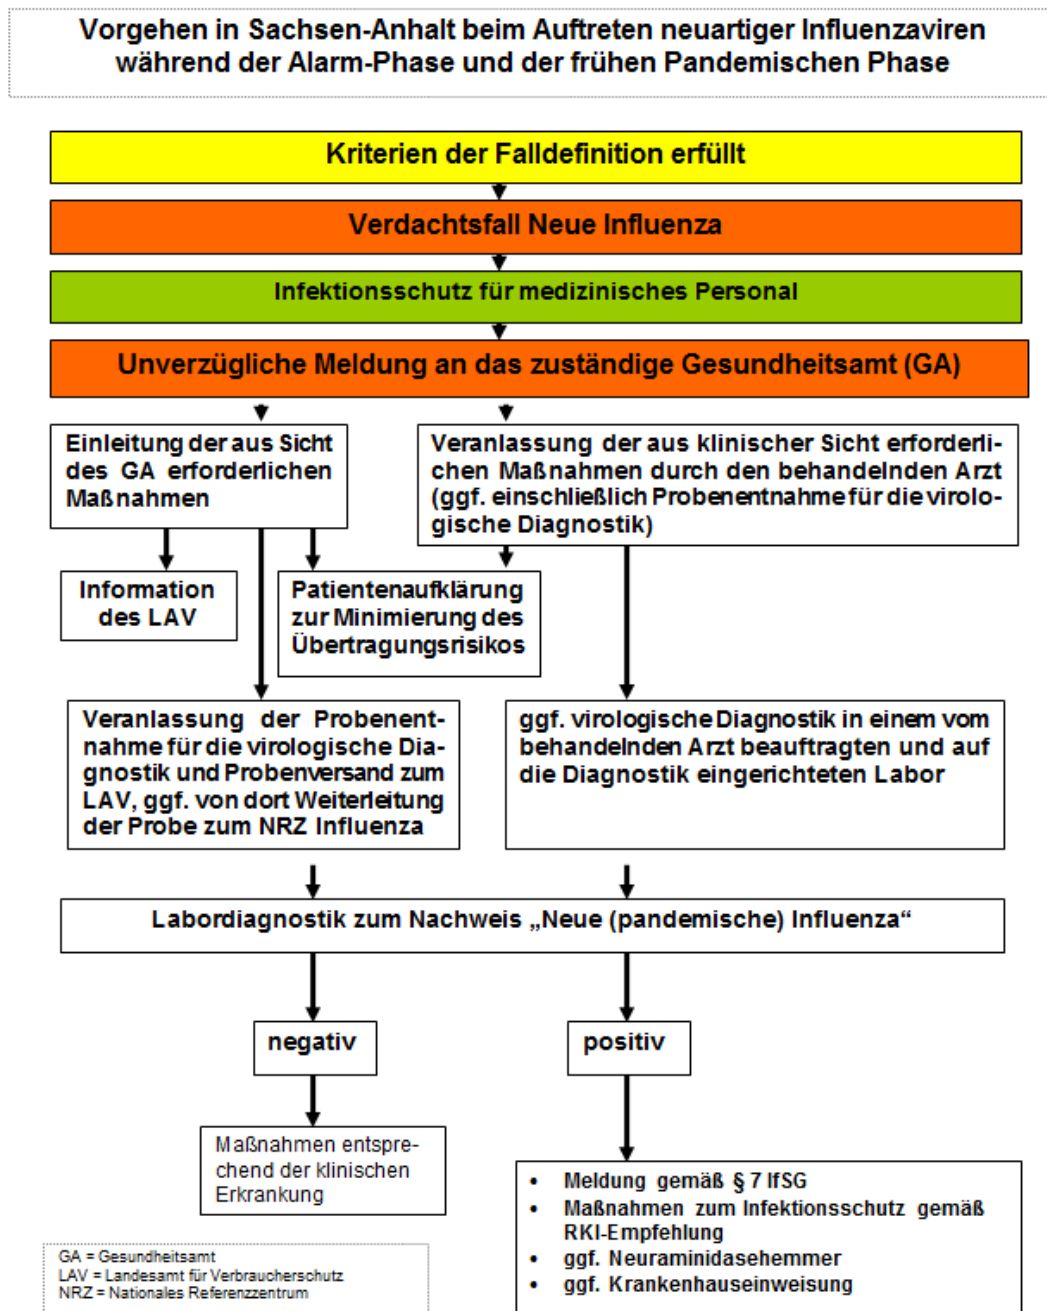 Vorgehen in Sachsen-Anhalt beim Auftreten neuartiger Influenzaviren
während der Alarm-Phase und der frühen Pandemischen Phase
Kriterien der Falldefinition erfüllt
Verdachtsfall Neue Influenza
Infektionsschutz für medizinisches Personal
Unverzügliche Meldung an das zuständige Gesundheitsamt (GA)
Einleitung der aus Sicht
des GA erforderlichen
Maßnahmen
Veranlassung der aus klinischer Sicht erforderli-
chen Maßnahmen durch den behandelnden Arzt
(ggf. einschließlich Probenentnahme für die virolo-
gische Diagnostik)
Information
des LAV
Patientenaufklärung
zur Minimierung des
Übertragungsrisikos
Veranlassung der Probenent-
nahme für die virologische Dia-
gnostik und Probenversand zum
LAV, ggf. von dort Weiterleitung
der Probe zum NRZ Influenza
ggf. virologische Diagnostik in einem vom
behandelnden Arzt beauftragten und auf
die Diagnostik eingerichteten Labor
Labordiagnostik zum Nachweis „Neue (pandemische) Influenza“
negativ
positiv
Maßnahmen entspre-
chend der klinischen
Erkrankung
• Meldung gemäß § 7 IfSG
• Maßnahmen zum Infektionsschutz gemäß
RKI-Empfehlung
• ggf. Neuraminidasehemmer
• ggf. Krankenhauseinweisung
GA = Gesundheitsamt
LAV = Landesamt für Verbraucherschutz
NRZ = Nationales Referenzzentrum